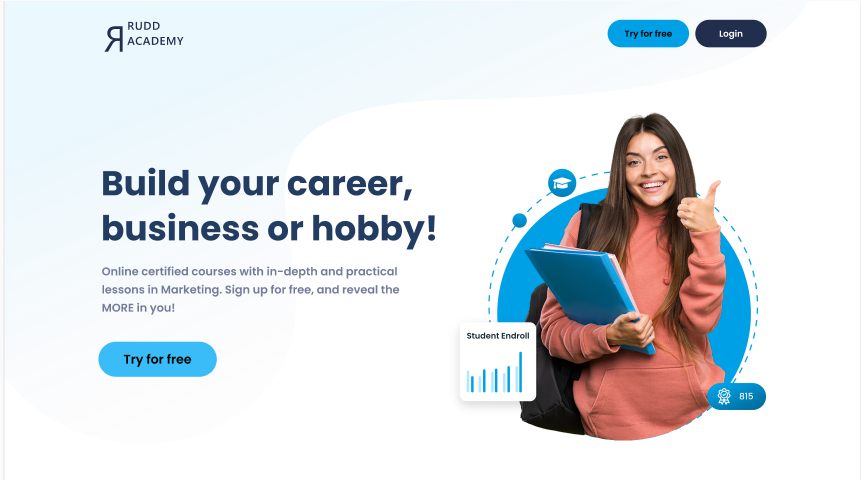 RUDD
ACADEMY
Try for free
Login
Build your career,
business or hobby!
Online certified courses with in-depth and practical
lessons in Marketing. Sign up for free, and reveal the
MORE in you!
Try for free
Student Endroll
815